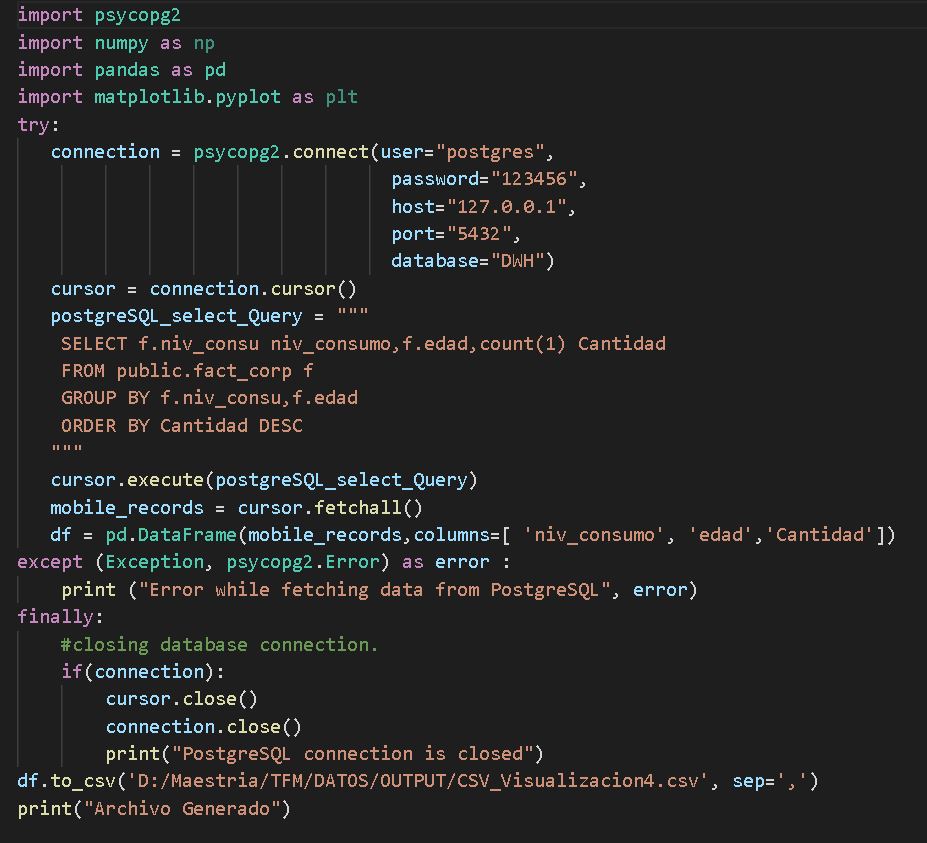 import psycopg2
import numpy as np
import pandas as pd
import matplotlib.pyplot as plt
try:
   connection = psycopg2.connect(user="postgres",
                                  password="123456",
                                  host="127.0.0.1",
                                  port="5432",
                                  database="DWH")
   cursor = connection.cursor()
   postgreSQL_select_Query = """
    SELECT f.niv_consu niv_consumo,f.edad,count(1) Cantidad
    FROM public.fact_corp f
    GROUP BY f.niv_consu,f.edad
    ORDER BY Cantidad DESC
   """
   cursor.execute(postgreSQL_select_Query)
   mobile_records = cursor.fetchall()
   df = pd.DataFrame(mobile_records,columns=[ 'niv_consumo', 'edad','Cantidad'])
except (Exception, psycopg2.Error) as error :
    print ("Error while fetching data from PostgreSQL", error)
finally:
    #closing database connection.
    if(connection):
        cursor.close()
        connection.close()
        print("PostgreSQL connection is closed")
df.to_csv('D:/Maestria/TFM/DATOS/OUTPUT/CSV_Visualizacion4.csv', sep=',')
print("Archivo Generado")